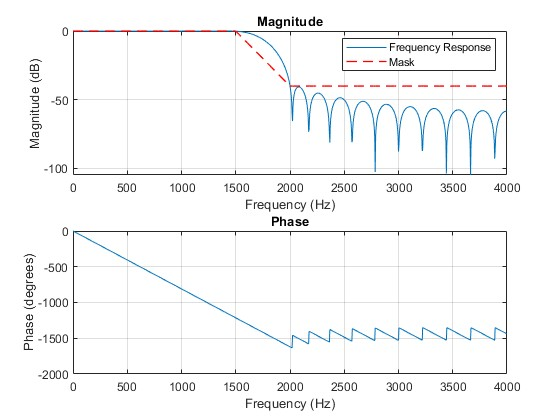 Magnitude
Magnitude (dB)
0
-50
-100
Frequency Response
Mask
0 500 1000 1500 2000 2500 3000 3500 4000
Frequency (Hz)
Phase
Phase (degrees)
0
-500
-1000
-1500
-2000
0 500 1000 1500 2000 2500 3000 3500 4000
Frequency (Hz)